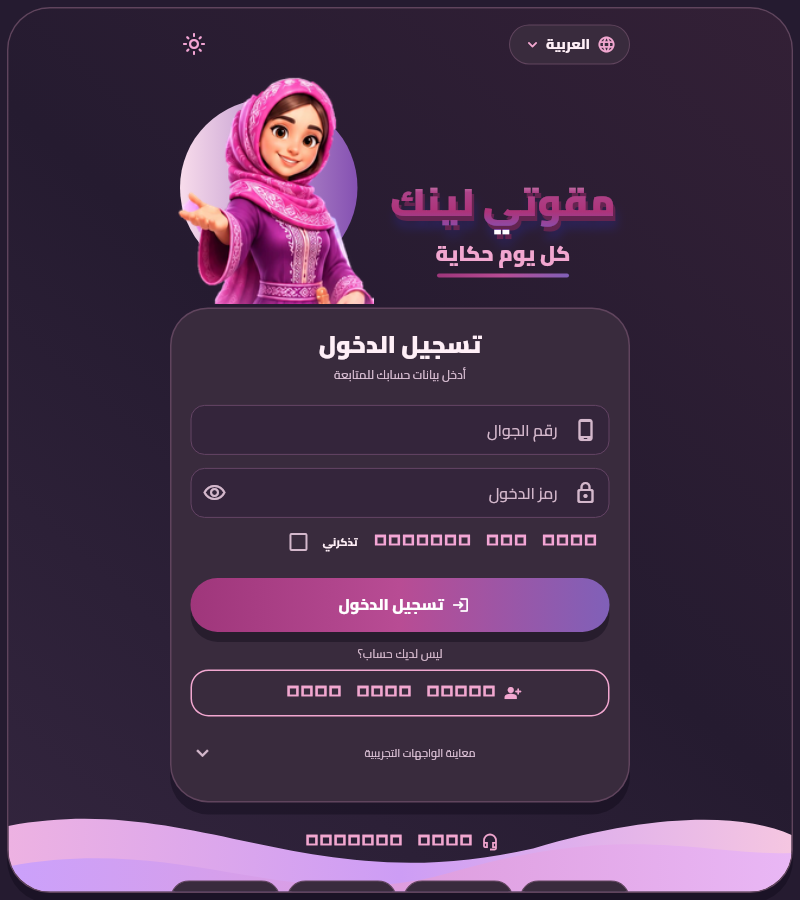 العربية
مقوتي لينك
كل يوم حكاية
تسجيل الدخول
أدخل بيانات حسابك للمتابعة
رقم الجوال
رمز الدخول
تذكرني
تسجيل الدخول
ليس لديك حساب؟
معاينة الواجهات التجريبية